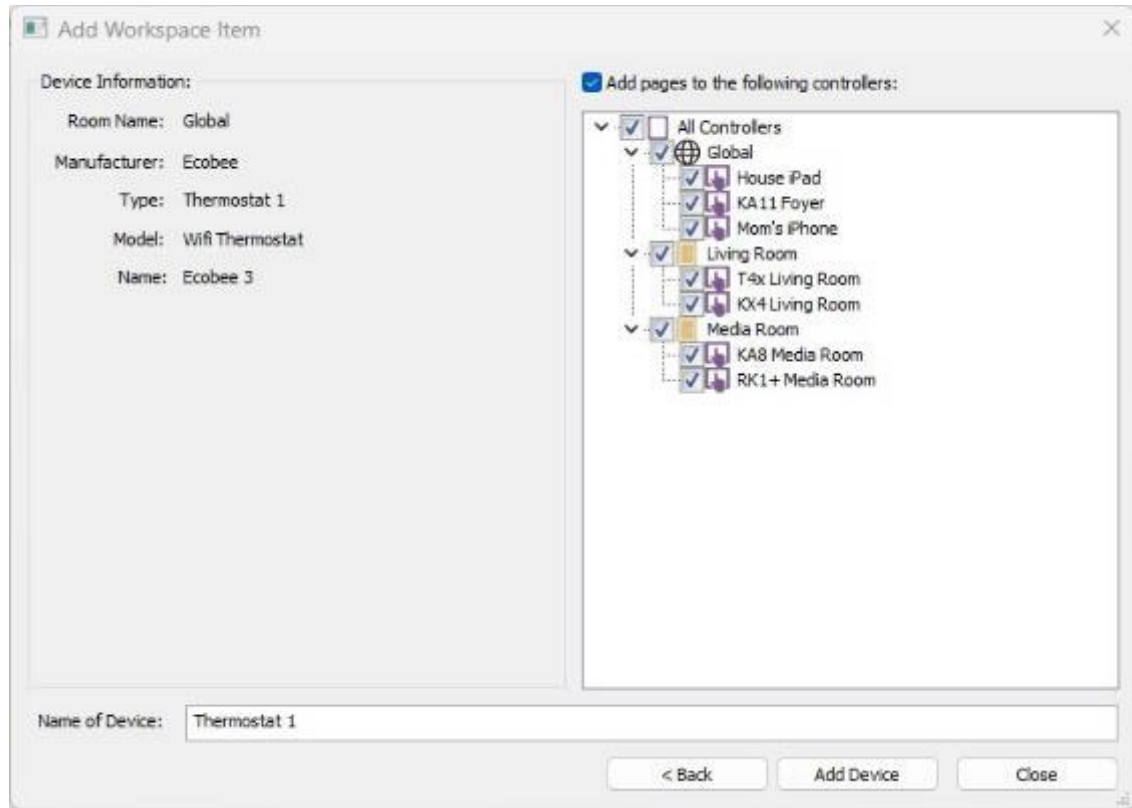 Add Workspace Item
Device Information:
Room Name: Global
Manufacturer: Ecobee
Type: Thermostat 1
Model: Wifi Thermostat
Name: Ecobee 3
Add pages to the following controllers:
All Controllers
Global
House iPad
KA11 Foyer
Mom's iPhone
Living Room
T4x Living Room
KX4 Living Room
Media Room
KA8 Media Room
RK1+ Media Room
Name of Device: Thermostat 1
< Back Add Device Close